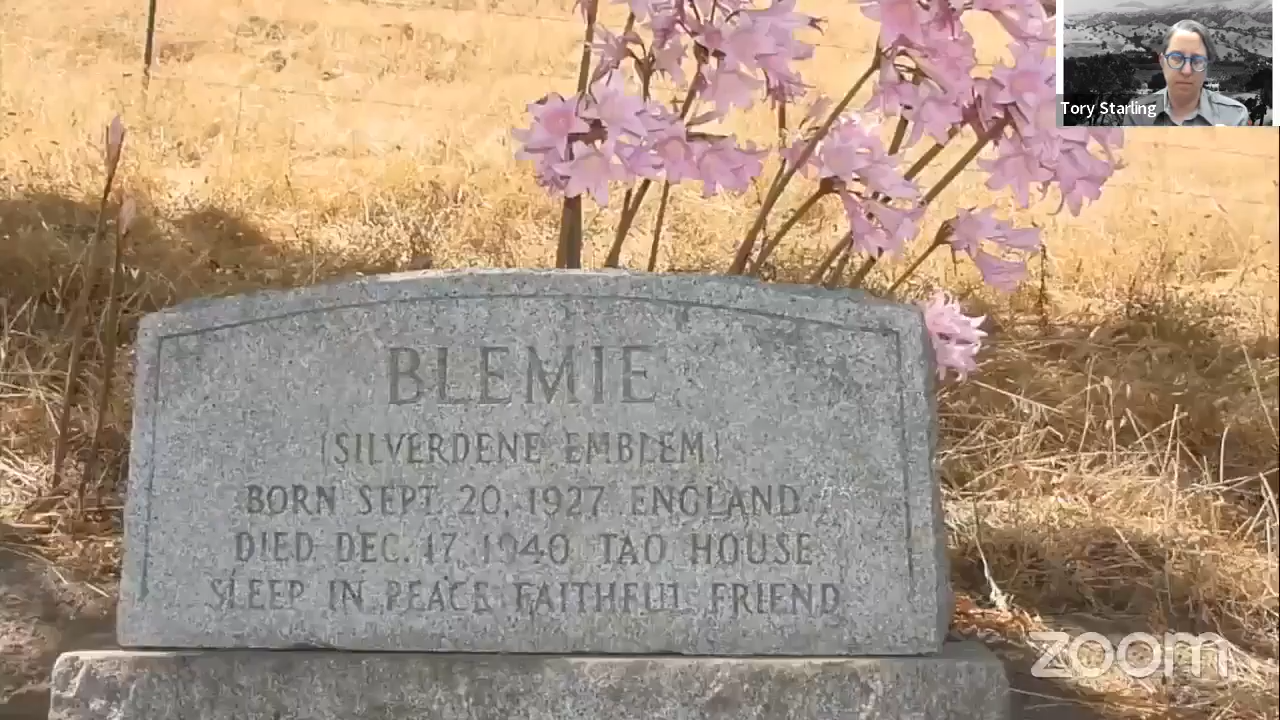 Tory Starling
BLEMIE
(SILVERDENE EMBLEM)
BORN SEPT. 20, 1927 ENGLAND
DIED DEC. 17 1940 TAO HOUSE
SLEEP IN PEACE FAITHFUL FRIEND
zoom